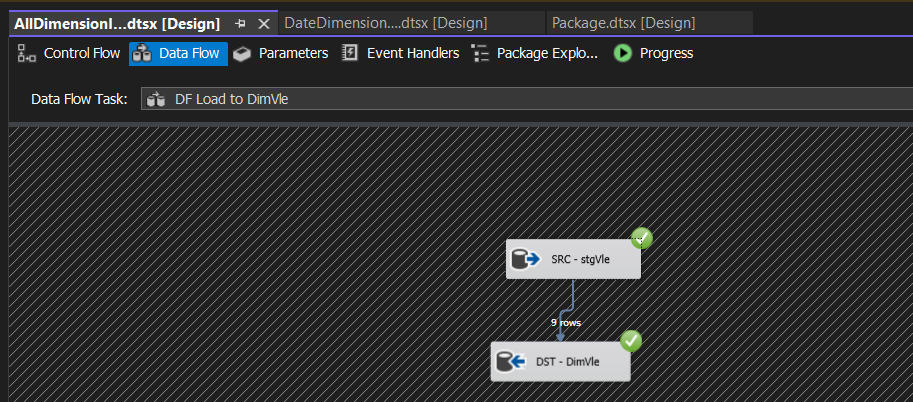 AllDimensionI...dtsx [Design] DateDimension....dtsx [Design] Package.dtsx [Design]
Control Flow Data Flow Parameters Event Handlers Package Explo... Progress
Data Flow Task: DF Load to DimVle
SRC - stgVle
9 rows
DST - DimVle